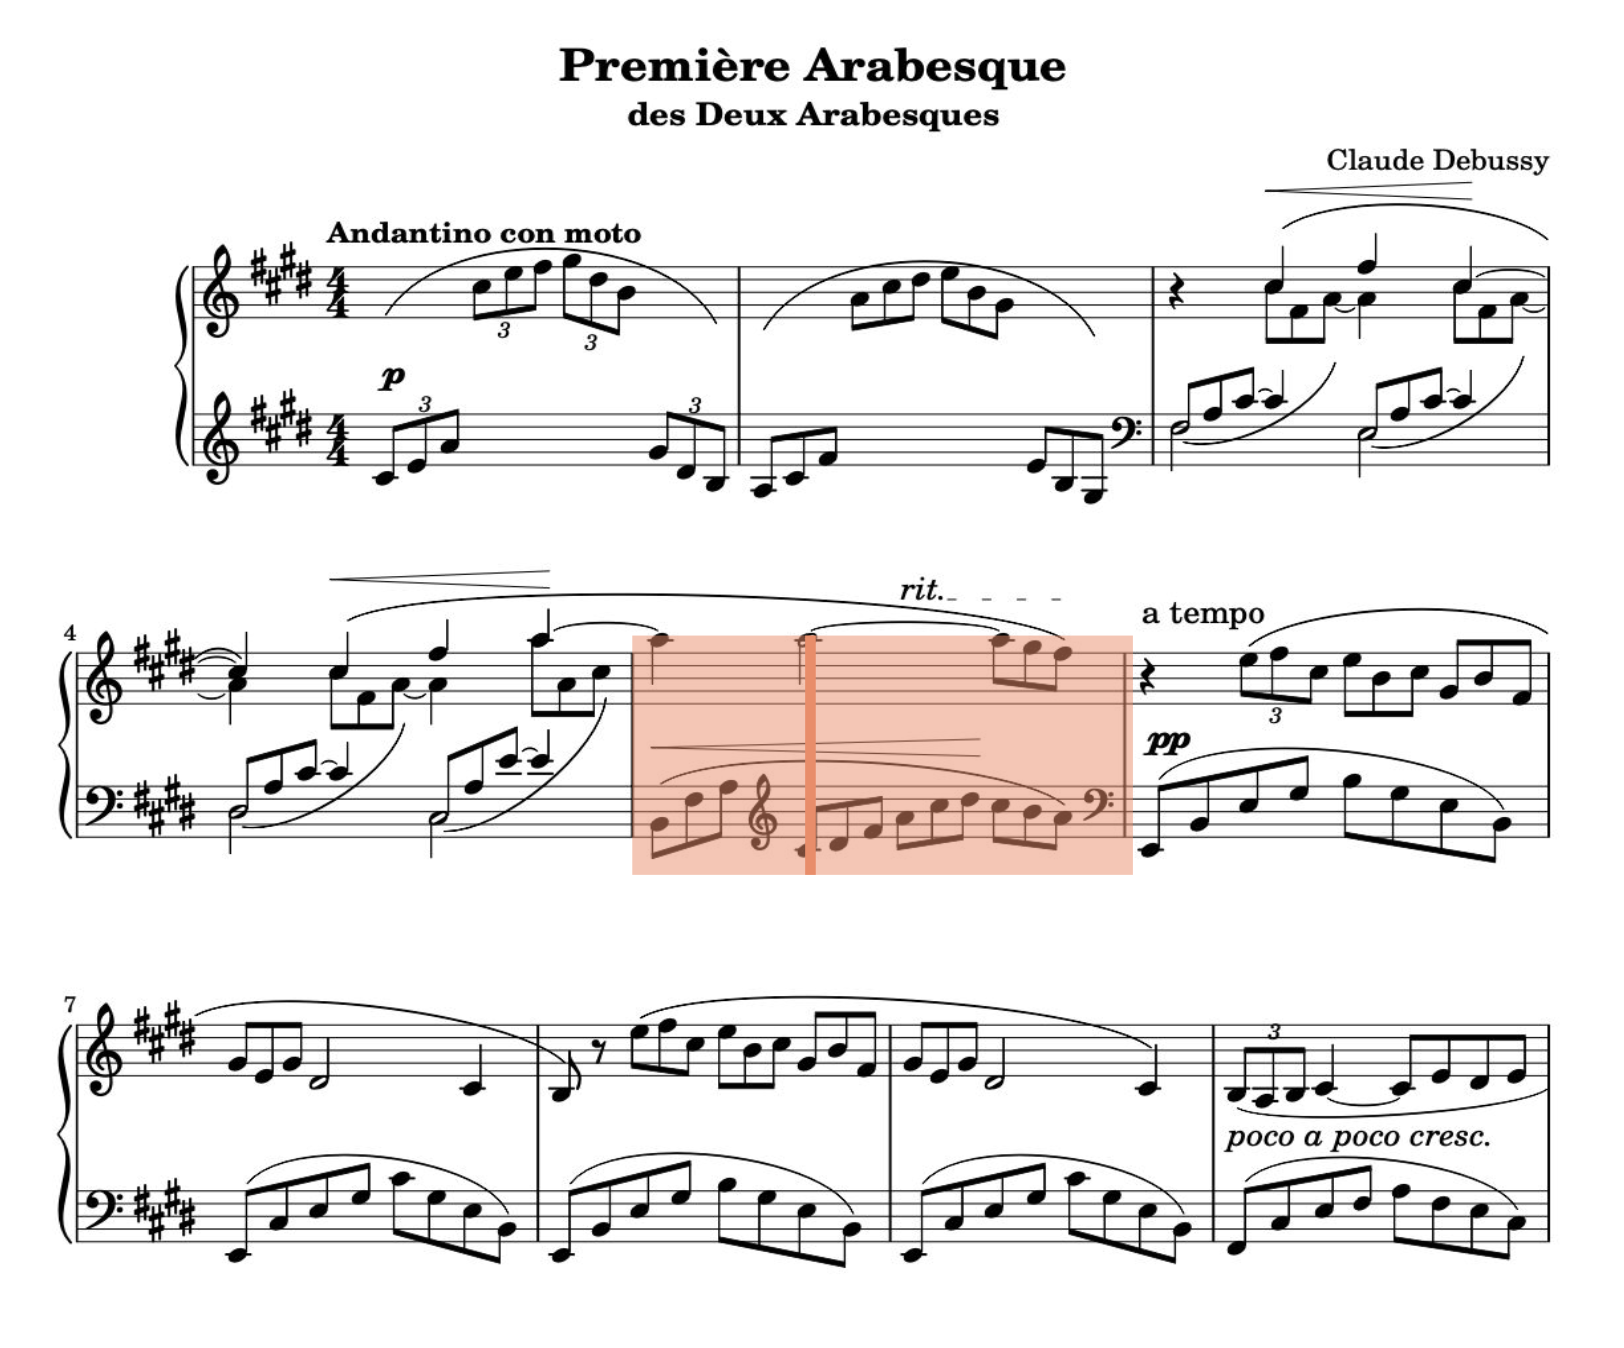 Première Arabesque
des Deux Arabesques
Claude Debussy
Andantino con moto
3 3
p
3 3
4
rit.
a tempo
3
pp
7
3
poco a poco cresc.